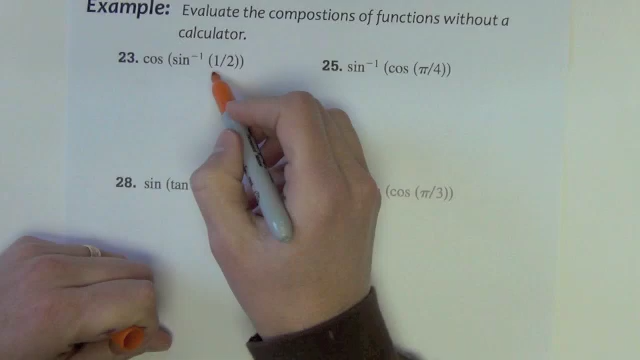 Example: Evaluate the compostions of functions without a
calculator.
23. cos (sin⁻¹ (1/2))
25. sin⁻¹ (cos (π/4))
28. sin (tan
(cos (π/3))